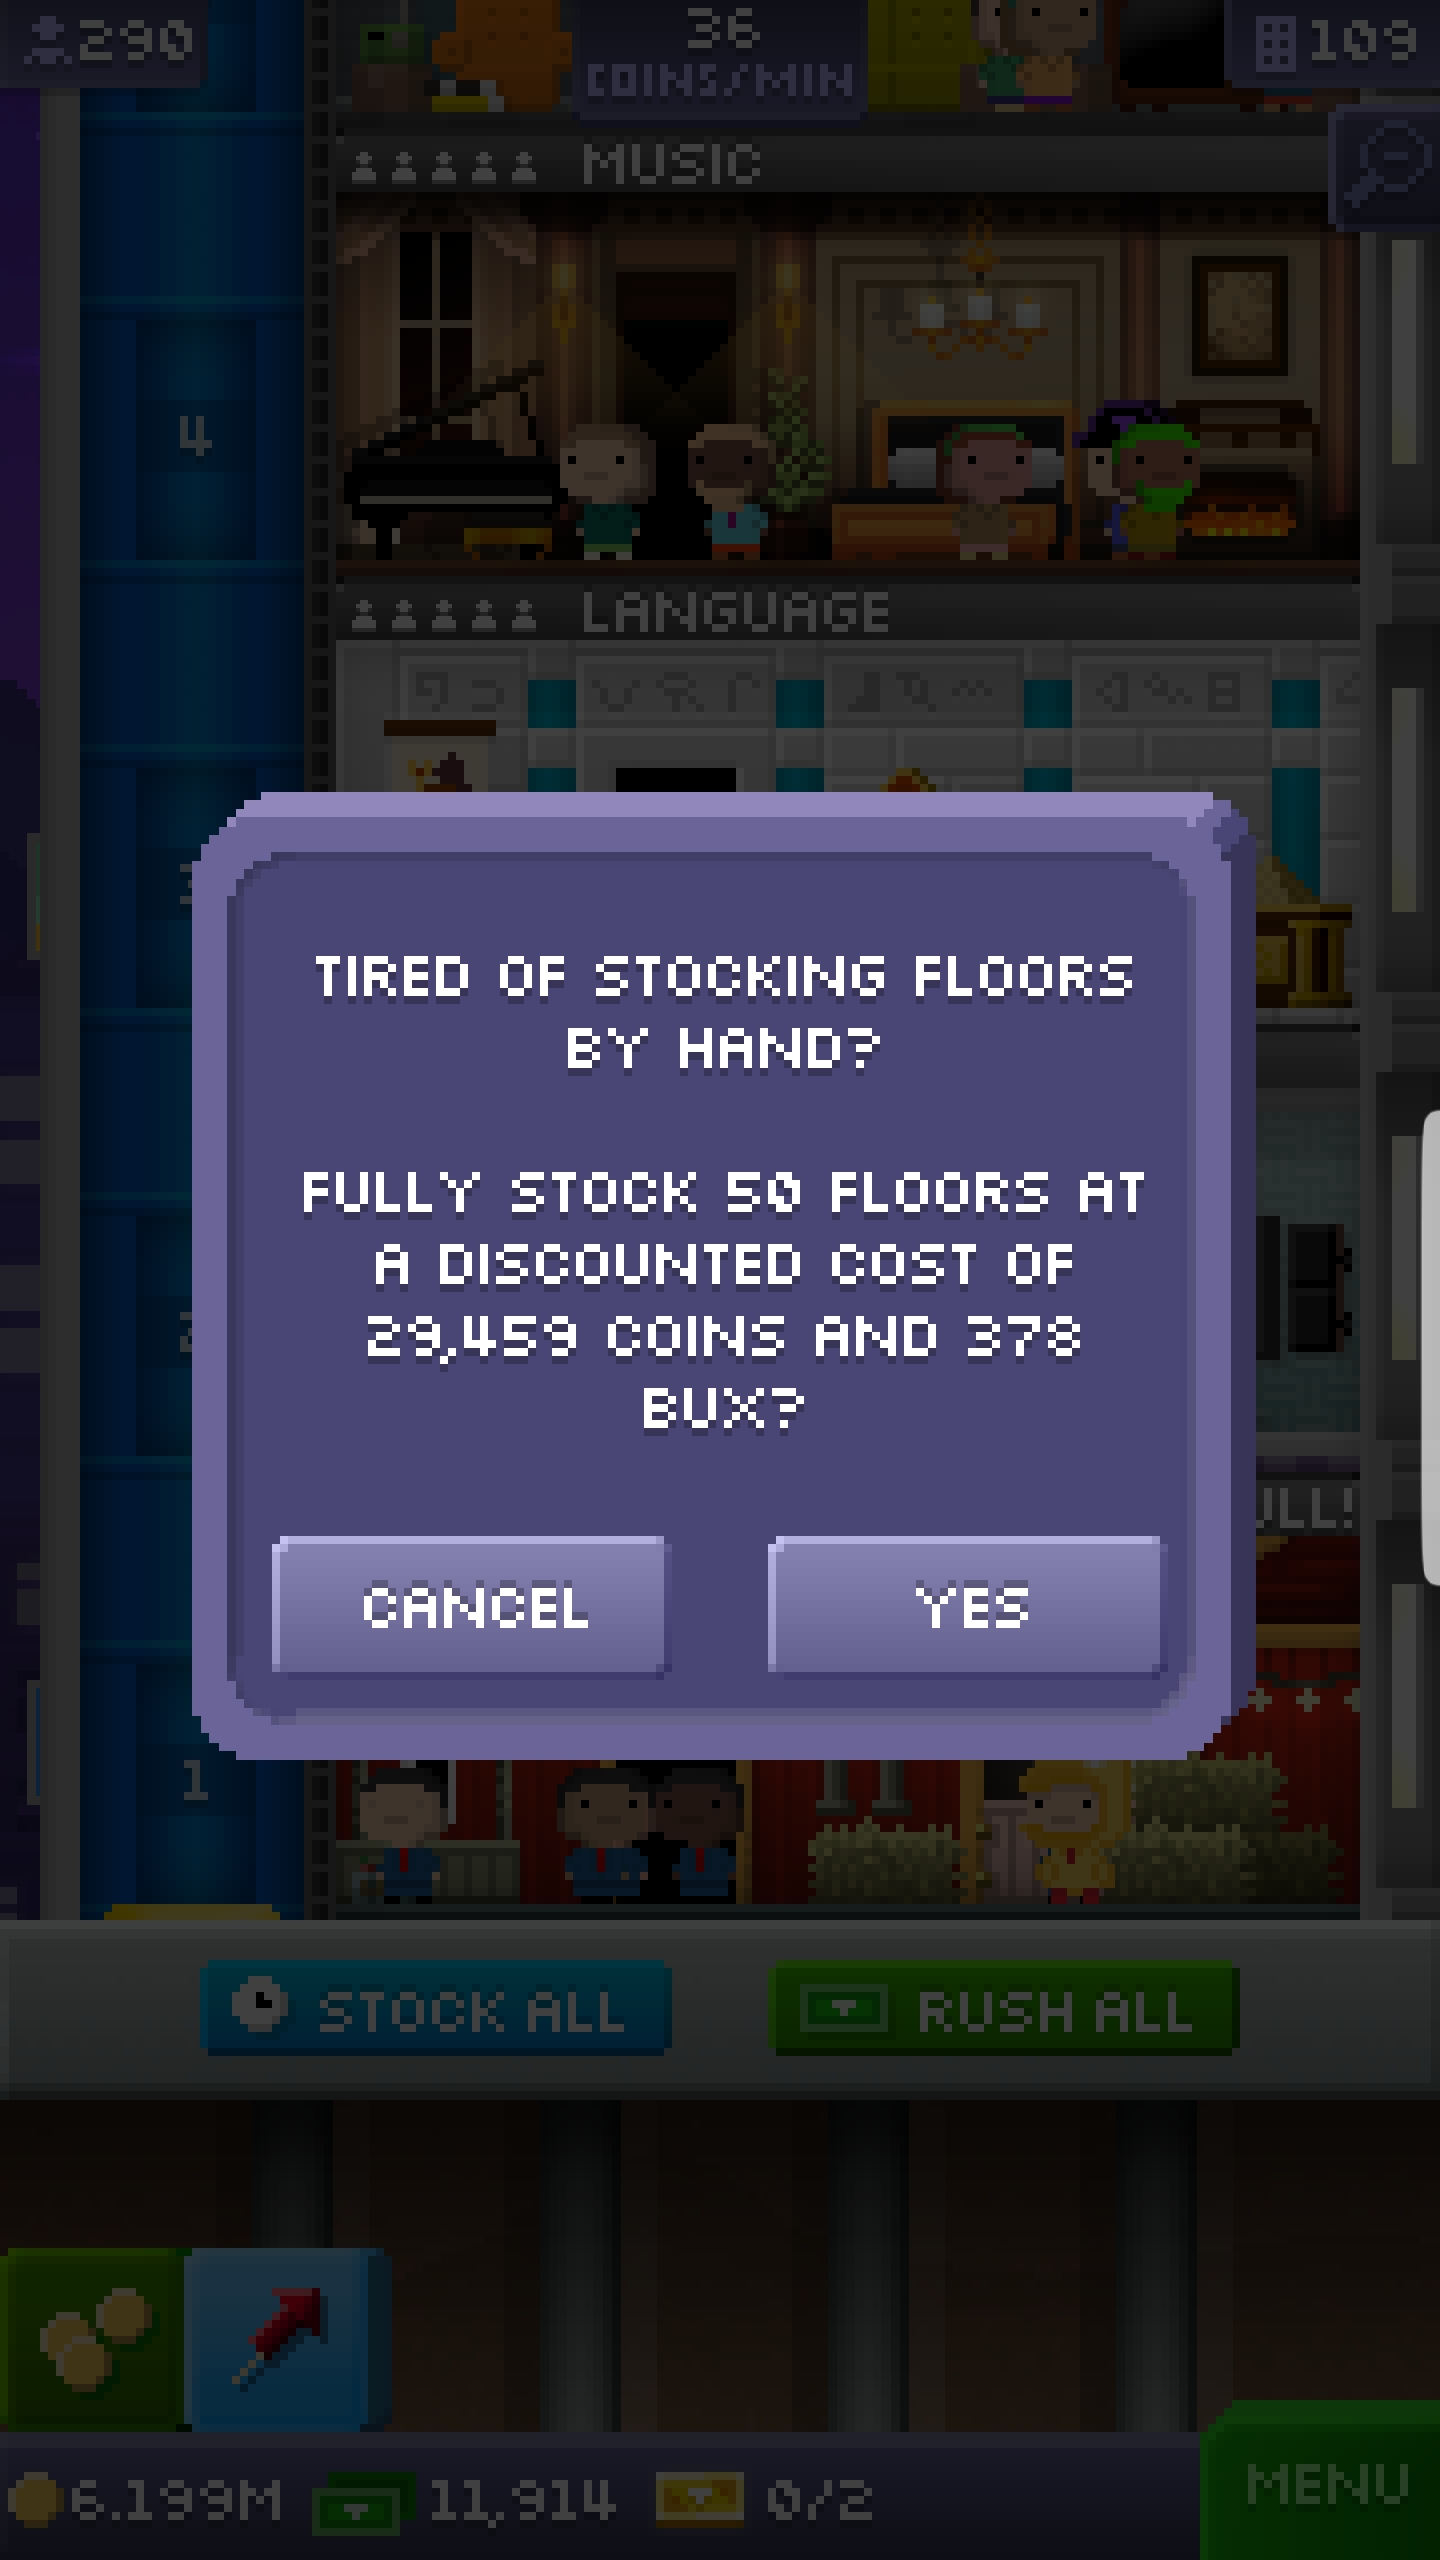 290
36
COINS/MIN
109
MUSIC
4
LANGUAGE
TIRED OF STOCKING FLOORS
BY HAND?
FULLY STOCK 50 FLOORS AT
A DISCOUNTED COST OF
29,459 COINS AND 378
BUX?
CANCEL
YES
1
STOCK ALL
RUSH ALL
6.199M
11,914
0/2
MENU